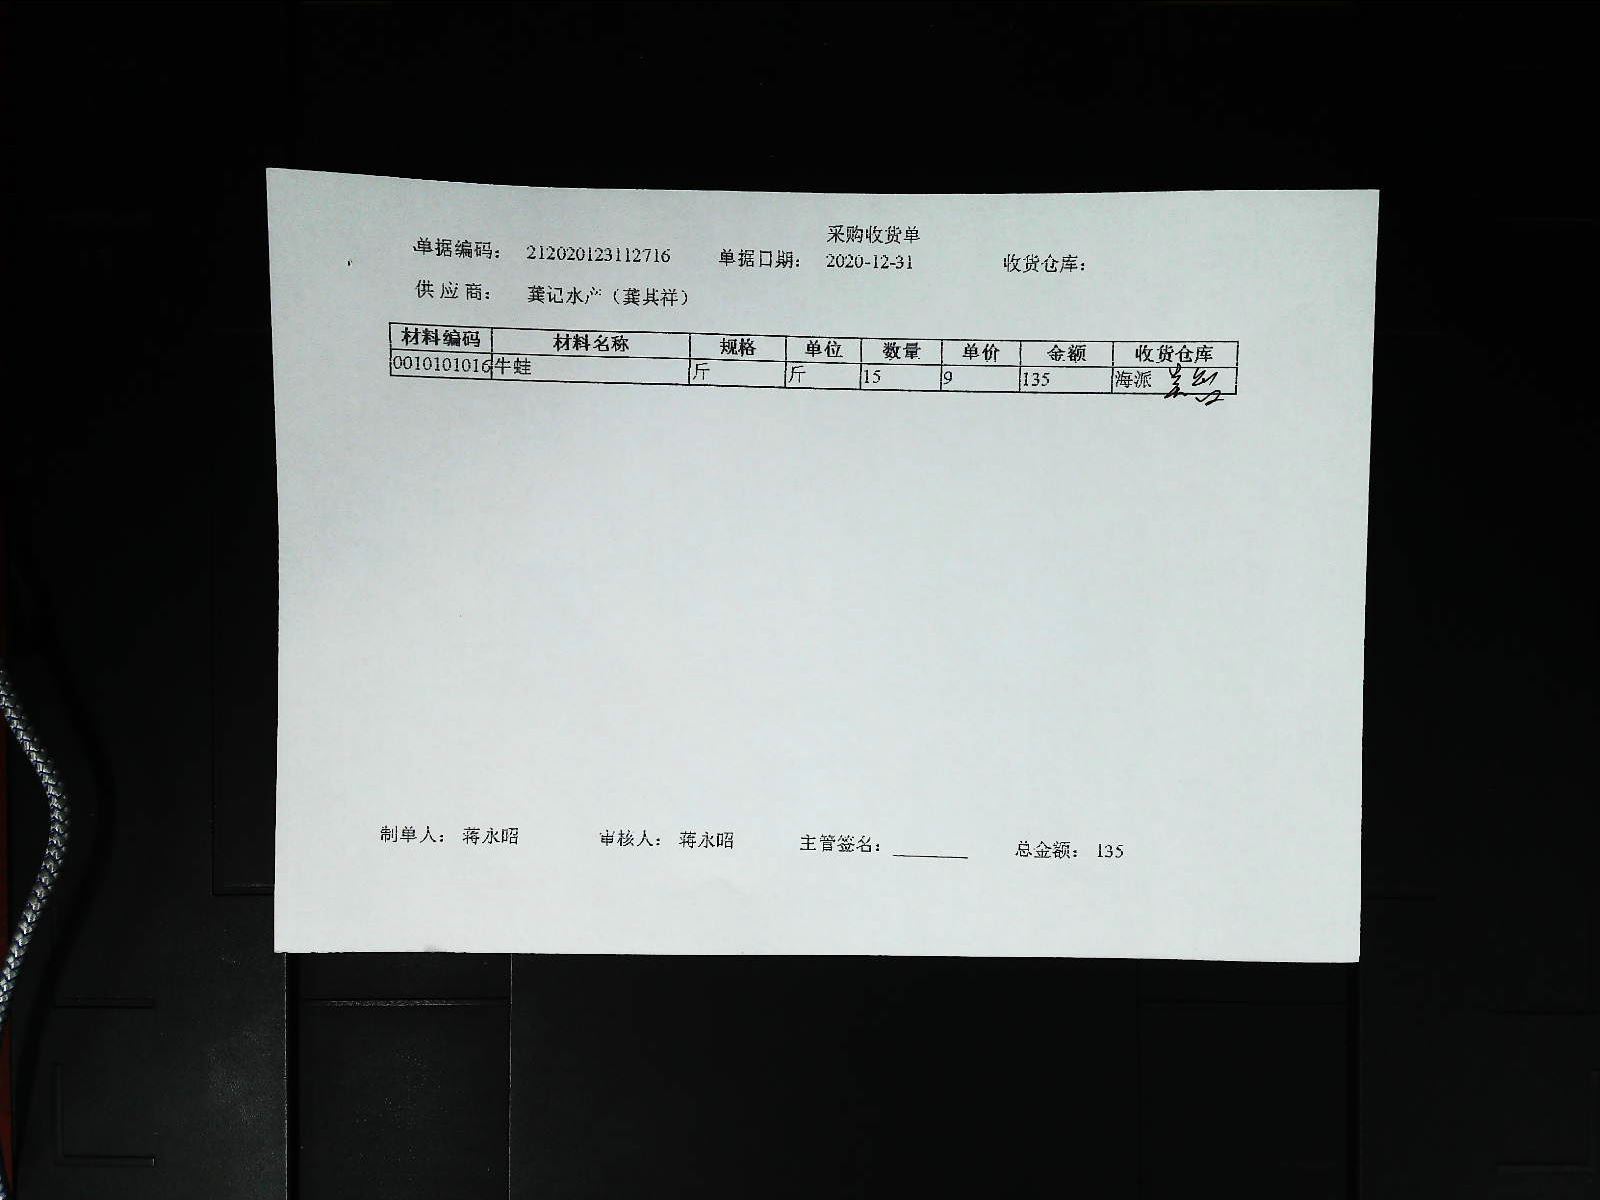 采购收货单
单据编码： 212020123112716 单据日期： 2020-12-31 收货仓库：
供 应 商： 龚记水产（龚其祥）
材料编码 材料名称 规格 单位 数量 单价 金额 收货仓库
0010101016 牛蛙 斤 斤 15 9 135 海派
制单人： 蒋永昭 审核人： 蒋永昭 主管签名： 总金额： 135